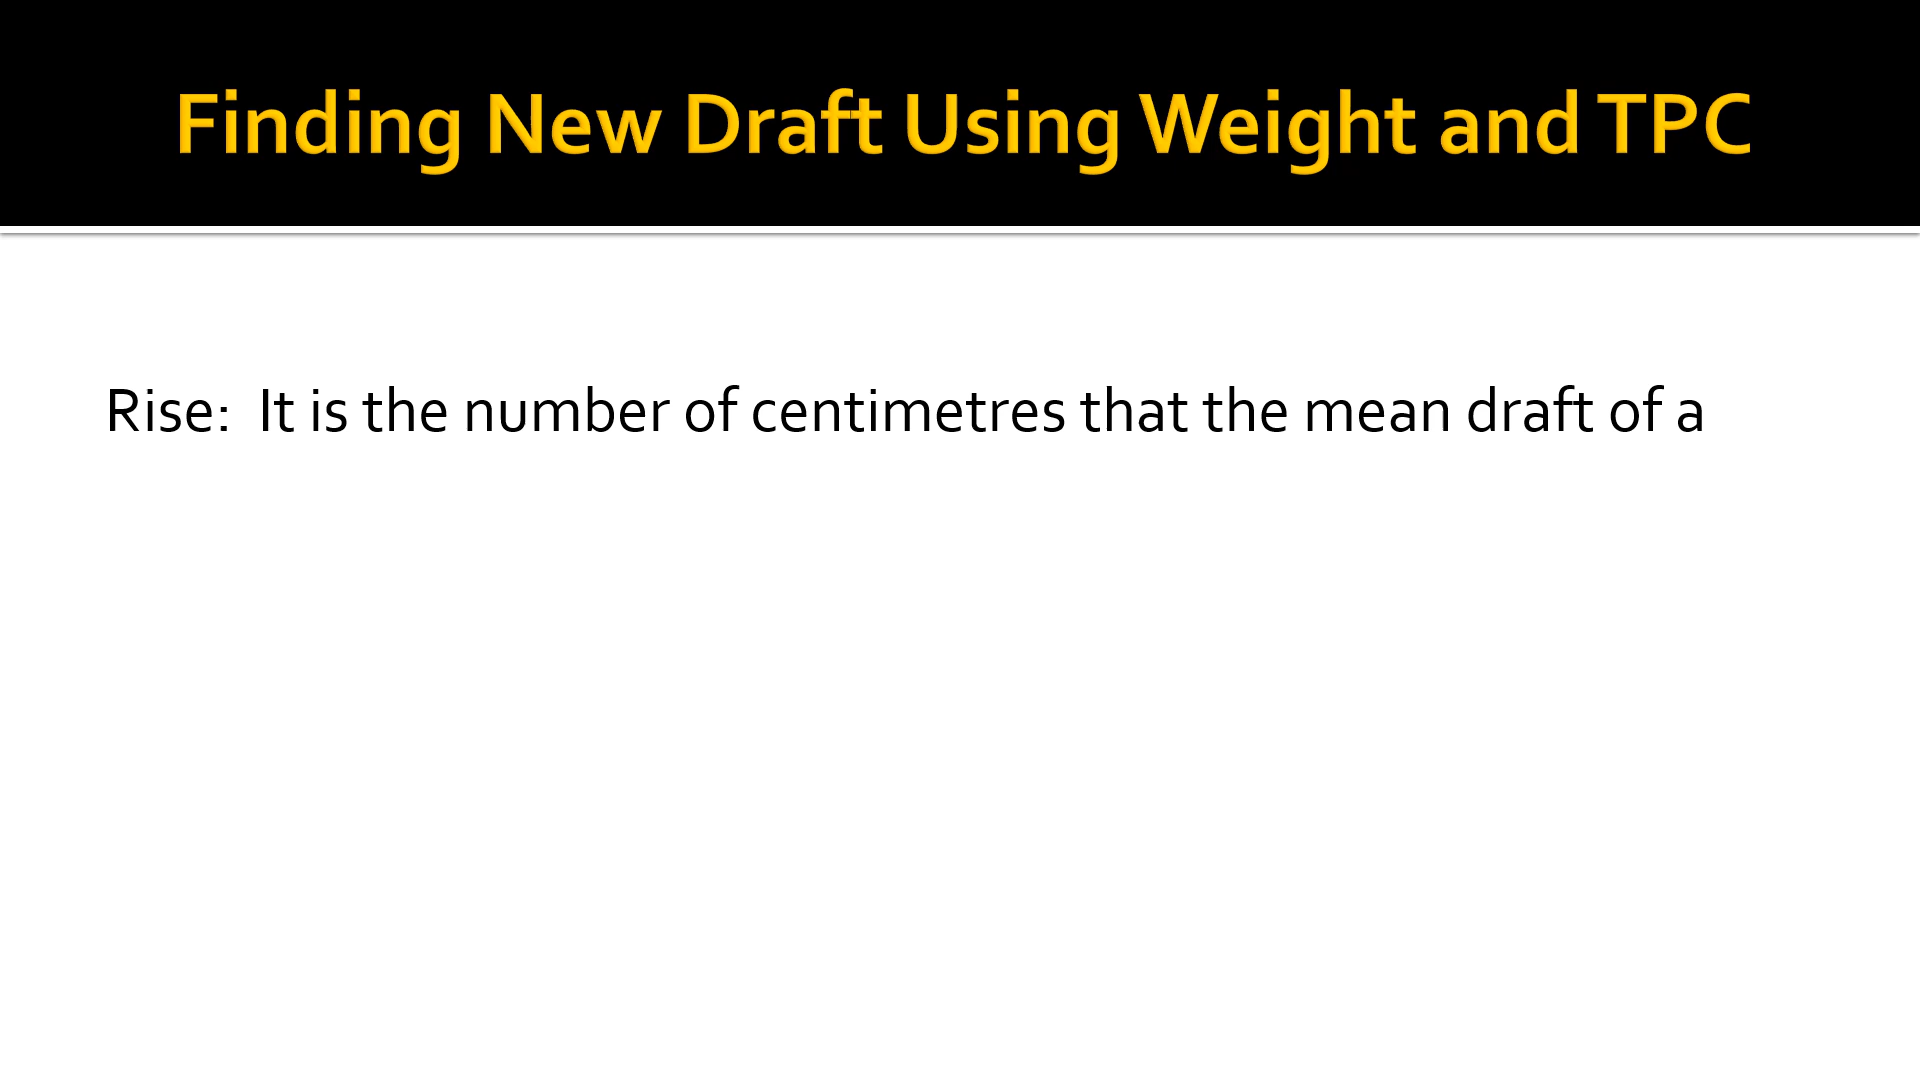 Finding New Draft Using Weight and TPC
Rise:  It is the number of centimetres that the mean draft of a